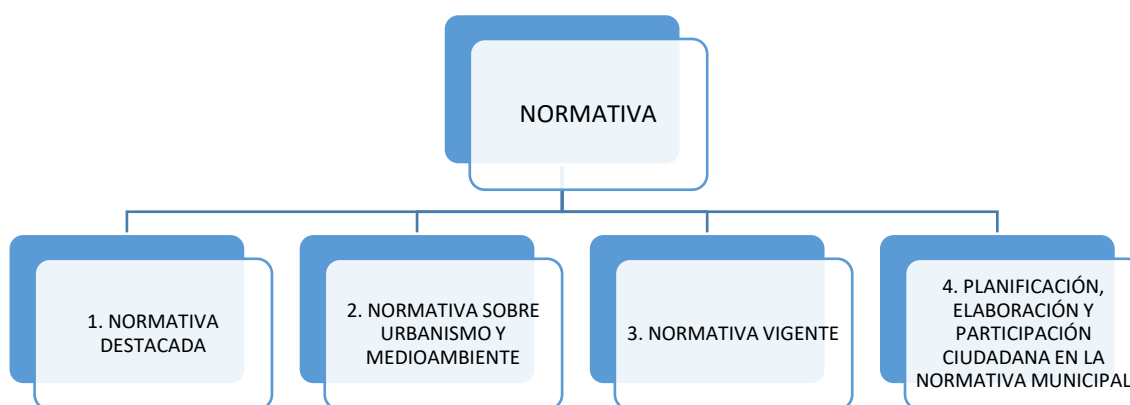 NORMATIVA
1. NORMATIVA
DESTACADA
2. NORMATIVA SOBRE
URBANISMO Y
MEDIOAMBIENTE
3. NORMATIVA VIGENTE
4. PLANIFICACIÓN,
ELABORACIÓN Y
PARTICIPACIÓN
CIUDADANA EN LA
NORMATIVA MUNICIPAL